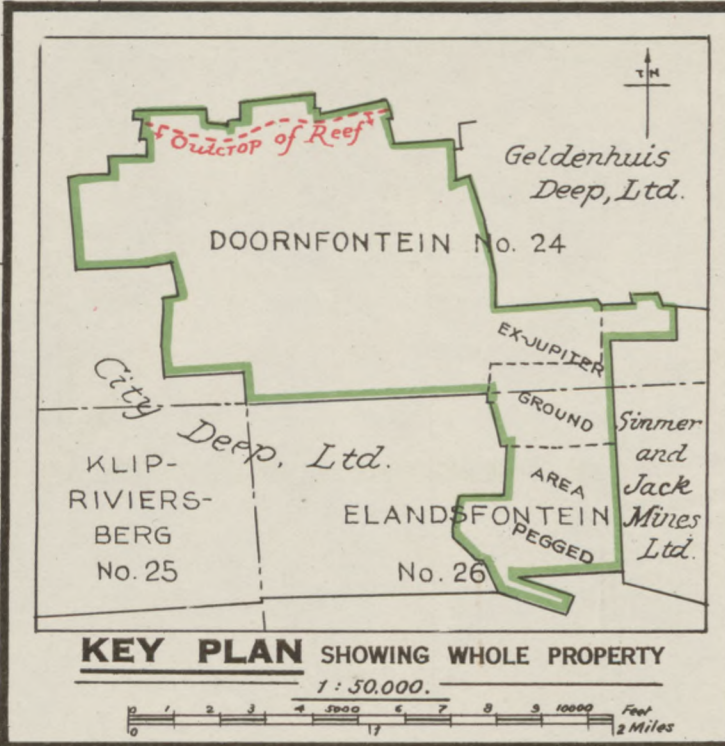 T N
Outcrop of Reef
Geldenhuis
Deep, Ltd.
DOORNFONTEIN No. 24
EX-JUPITER
City Deep, Ltd.
GROUND
Simmer
and
Jack
Mines
Ltd.
KLIP-
RIVIERS-
BERG
No. 25
AREA
ELANDSFONTEIN
PEGGED
No. 26
KEY PLAN SHOWING WHOLE PROPERTY
1 : 50.000.
0 1 2 3 4 5000 6 7 8 9 10000 Feet
0 1 2 Miles